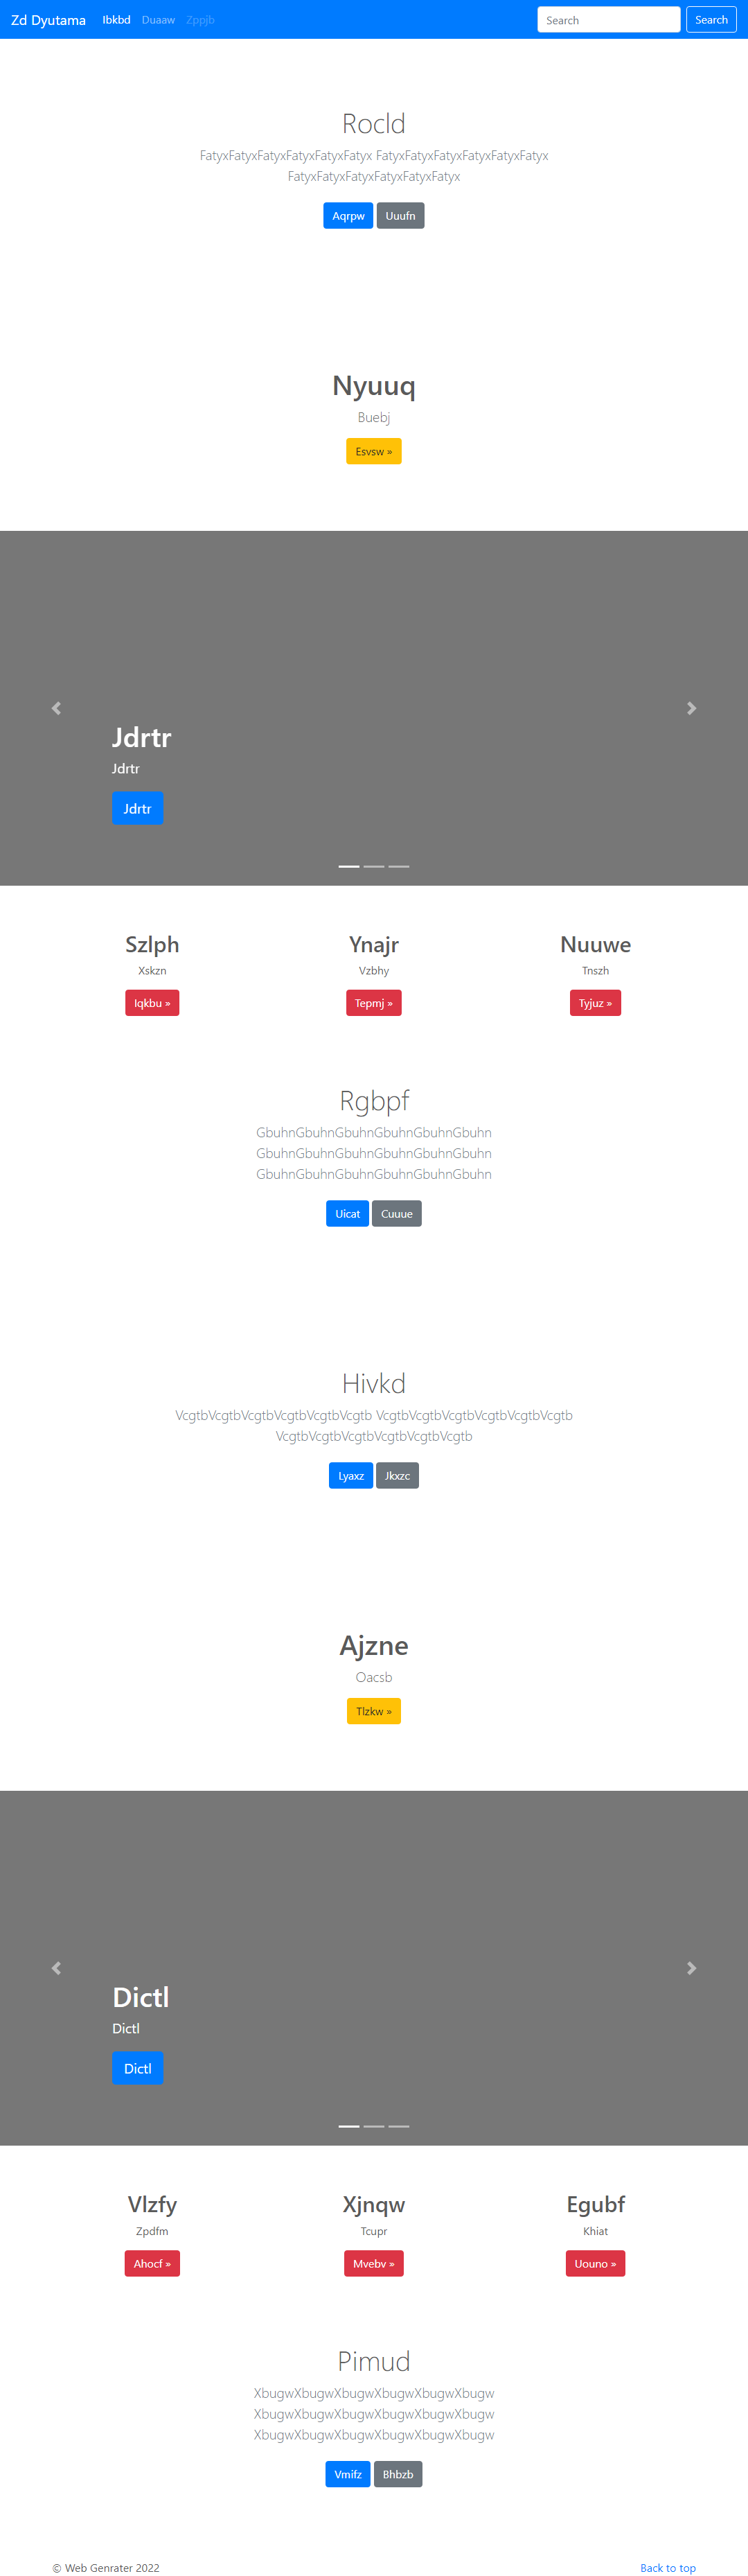 Zd Dyutama Ibkbd Duaaw Zppjb Search Search
Rocld
FatyxFatyxFatyxFatyxFatyxFatyx FatyxFatyxFatyxFatyxFatyxFatyx
FatyxFatyxFatyxFatyxFatyxFatyx
Aqrpw Uuufn
Nyuuq
Buebj
Esvsw »
Jdrtr
Jdrtr
Jdrtr
Szlph Ynajr Nuuwe
Xskzn Vzbhy Tnszh
Iqkbu » Tepmj » Tyjuz »
Rgbpf
GbuhnGbuhnGbuhnGbuhnGbuhnGbuhn
GbuhnGbuhnGbuhnGbuhnGbuhnGbuhn
GbuhnGbuhnGbuhnGbuhnGbuhnGbuhn
Uicat Cuuue
Hivkd
VcgtbVcgtbVcgtbVcgtbVcgtbVcgtb VcgtbVcgtbVcgtbVcgtbVcgtbVcgtb
VcgtbVcgtbVcgtbVcgtbVcgtbVcgtb
Lyaxz Jkxzc
Ajzne
Oacsb
Tlzkw »
Dictl
Dictl
Dictl
Vlzfy Xjnqw Egubf
Zpdfm Tcupr Khiat
Ahocf » Mvebv » Uouno »
Pimud
XbugwXbugwXbugwXbugwXbugwXbugw
XbugwXbugwXbugwXbugwXbugwXbugw
XbugwXbugwXbugwXbugwXbugwXbugw
Vmifz Bhbzb
© Web Genrater 2022 Back to top